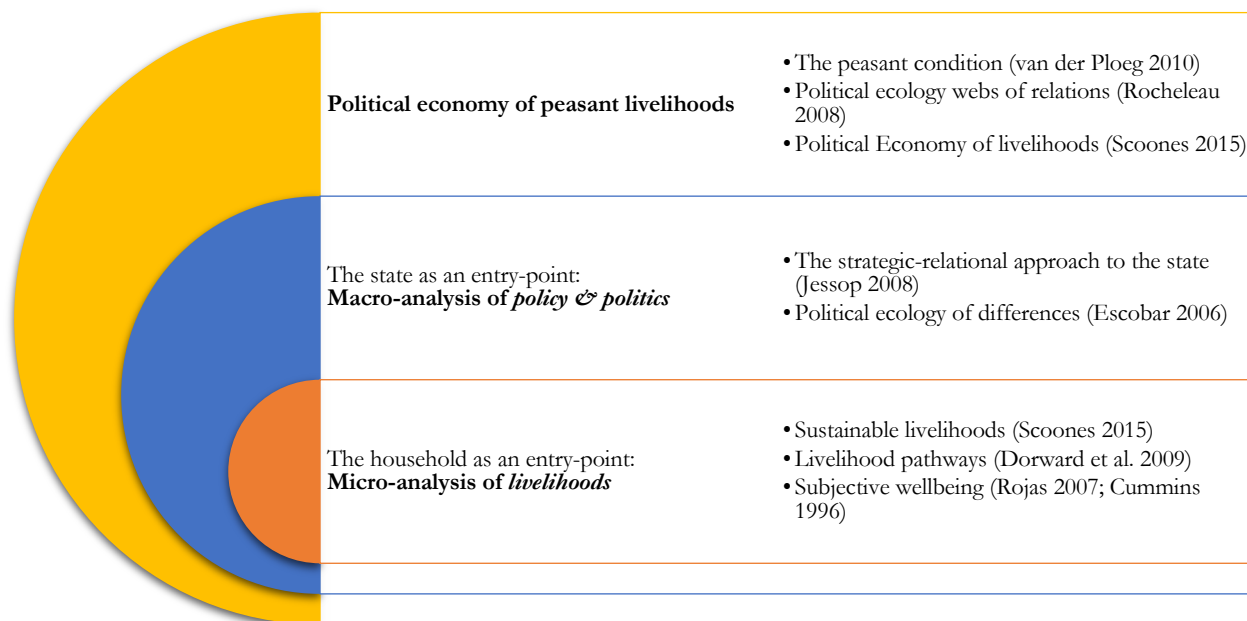 Political economy of peasant livelihoods
• The peasant condition (van der Ploeg 2010)
• Political ecology webs of relations (Rocheleau
2008)
• Political Economy of livelihoods (Scoones 2015)
The state as an entry-point:
Macro-analysis of policy & politics
• The strategic-relational approach to the state
(Jessop 2008)
• Political ecology of differences (Escobar 2006)
The household as an entry-point:
Micro-analysis of livelihoods
• Sustainable livelihoods (Scoones 2015)
• Livelihood pathways (Dorward et al. 2009)
• Subjective wellbeing (Rojas 2007; Cummins
1996)